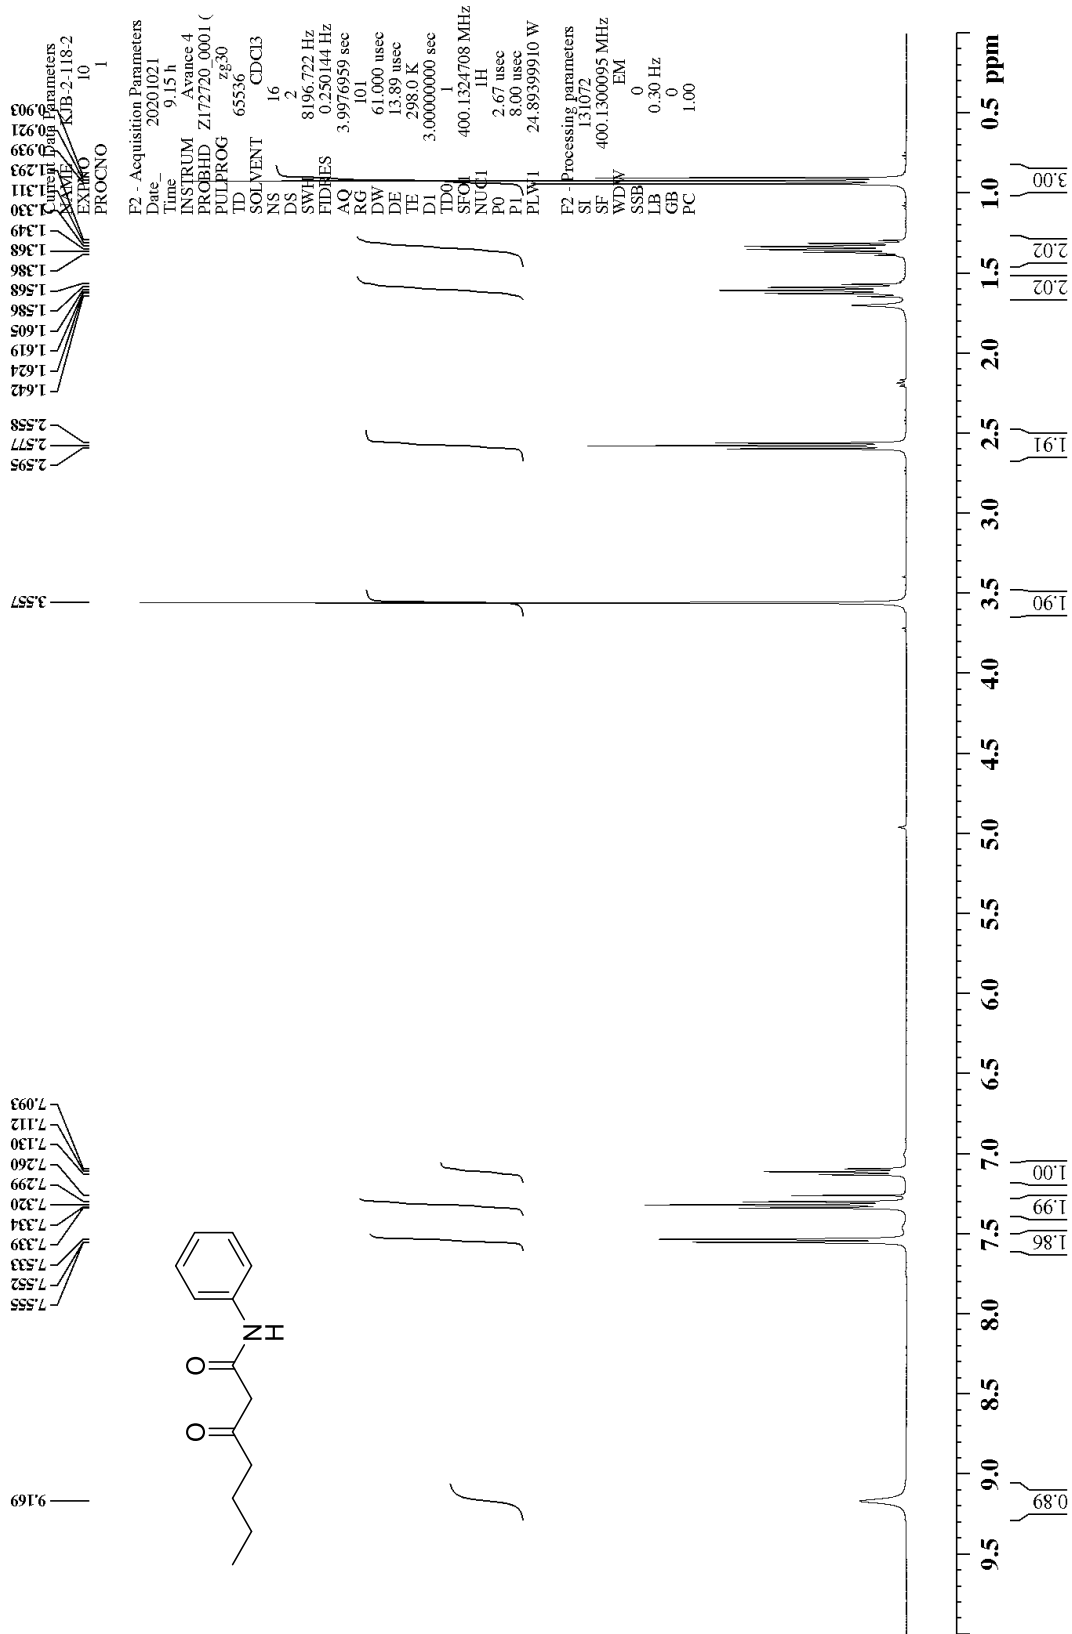 9.169
7.555
7.552
7.533
7.339
7.334
7.320
7.299
7.260
7.130
7.112
7.093
3.557
2.595
2.577
2.558
1.642
1.624
1.619
1.605
1.586
1.568
1.386
1.368
1.349
1.330
1.311
1.293
0.939
0.921
0.903
Current Data Parameters
NAME KJB-2-118-2
EXPNO 10
PROCNO 1
F2 - Acquisition Parameters
Date_ 20201021
Time 9.15 h
INSTRUM Avance 4
PROBHD Z172720_0001 (
PULPROG zg30
TD 65536
SOLVENT CDCl3
NS 16
DS 2
SWH 8196.722 Hz
FIDRES 0.250144 Hz
AQ 3.9976959 sec
RG 101
DW 61.000 usec
DE 13.89 usec
TE 298.0 K
D1 3.00000000 sec
TD0 1
SFO1 400.1324708 MHz
NUC1 1H
P0 2.67 usec
P1 8.00 usec
PLW1 24.89399910 W
F2 - Processing parameters
SI 131072
SF 400.1300095 MHz
WDW EM
SSB 0
LB 0.30 Hz
GB 0
PC 1.00
O O
N
H
9.5 9.0 8.5 8.0 7.5 7.0 6.5 6.0 5.5 5.0 4.5 4.0 3.5 3.0 2.5 2.0 1.5 1.0 0.5 ppm
0.89 1.86 1.99 1.00 1.90 1.91 2.02 2.02 3.00